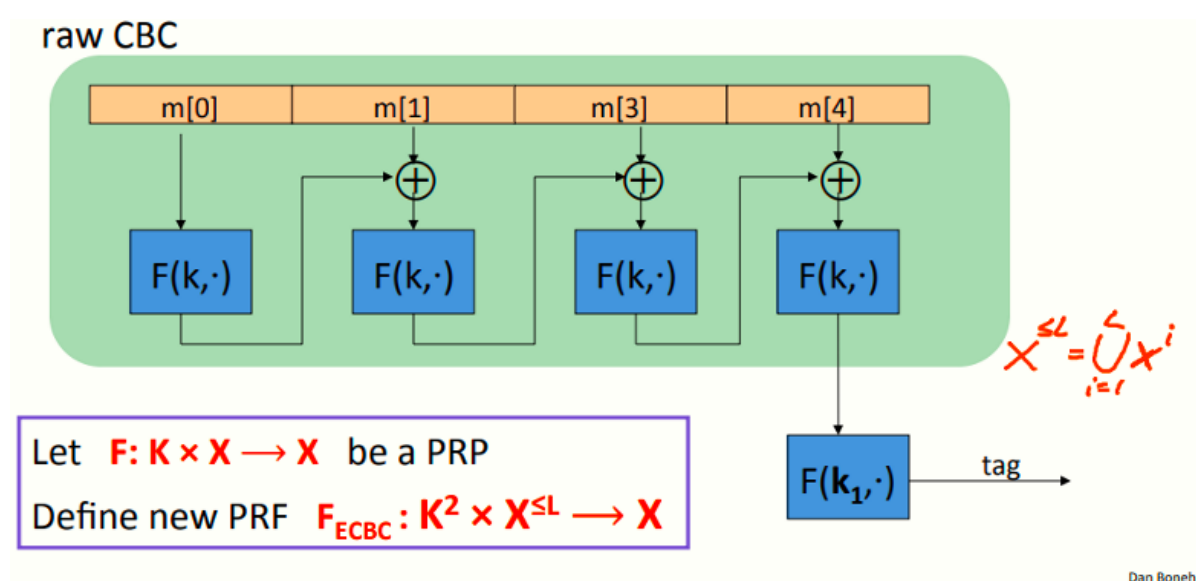 raw CBC
m[0] m[1] m[3] m[4]
F(k,·) F(k,·) F(k,·) F(k,·)
X^≤L = ⋃_{i=1}^{L} X^i
Let F: K × X ⟶ X be a PRP
Define new PRF F_ECBC : K² × X^≤L ⟶ X
F(k₁,·) tag
Dan Boneh